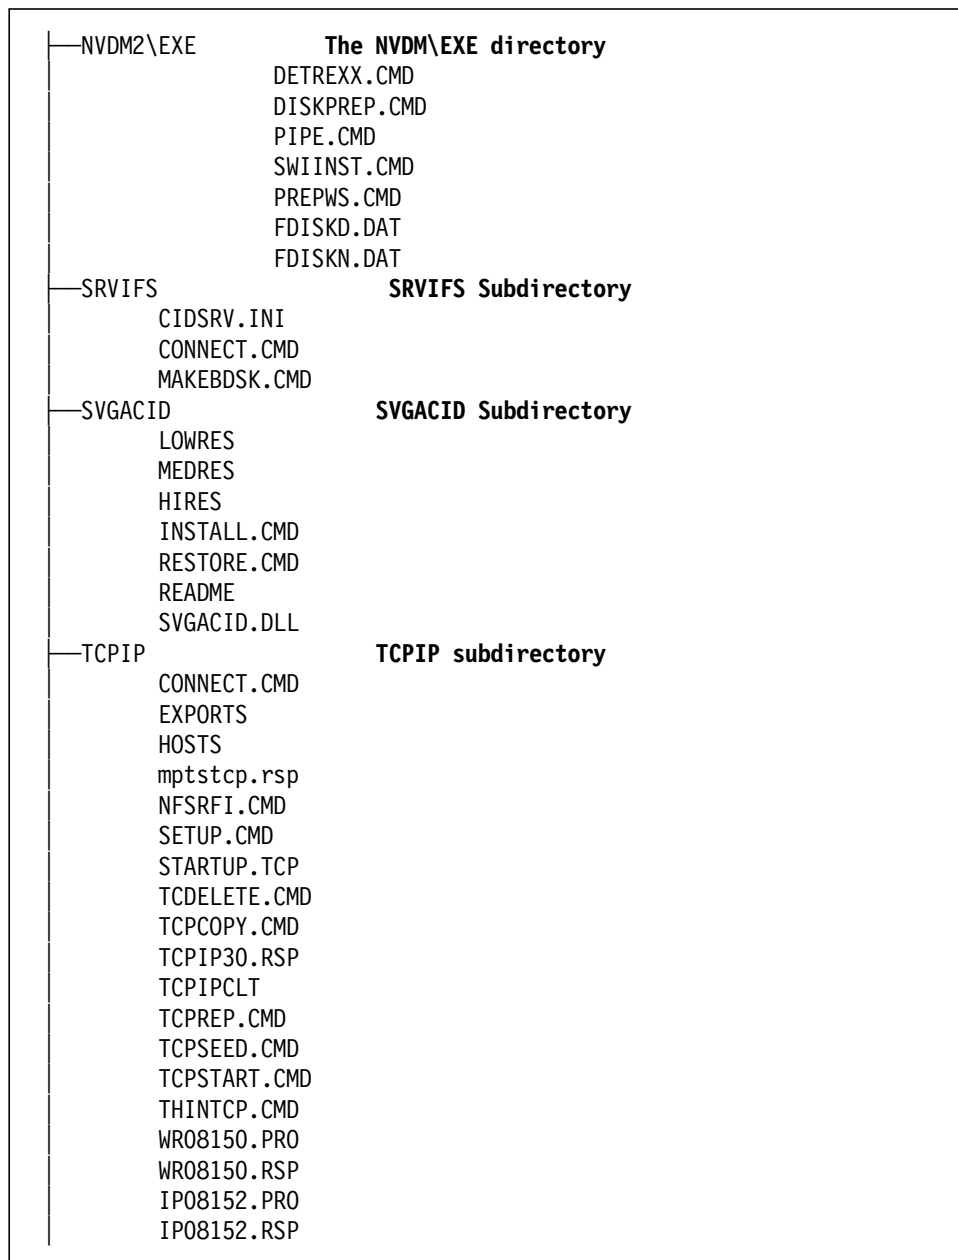 ├──NVDM2\EXE The NVDM\EXE directory
│ DETREXX.CMD
│ DISKPREP.CMD
│ PIPE.CMD
│ SWIINST.CMD
│ PREPWS.CMD
│ FDISKD.DAT
│ FDISKN.DAT
├──SRVIFS SRVIFS Subdirectory
│ CIDSRV.INI
│ CONNECT.CMD
│ MAKEBDSK.CMD
├──SVGACID SVGACID Subdirectory
│ LOWRES
│ MEDRES
│ HIRES
│ INSTALL.CMD
│ RESTORE.CMD
│ README
│ SVGACID.DLL
├──TCPIP TCPIP subdirectory
│ CONNECT.CMD
│ EXPORTS
│ HOSTS
│ mptstcp.rsp
│ NFSRFI.CMD
│ SETUP.CMD
│ STARTUP.TCP
│ TCDELETE.CMD
│ TCPCOPY.CMD
│ TCPIP30.RSP
│ TCPIPCLT
│ TCPREP.CMD
│ TCPSEED.CMD
│ TCPSTART.CMD
│ THINTCP.CMD
│ WR08150.PRO
│ WR08150.RSP
│ IP08152.PRO
│ IP08152.RSP